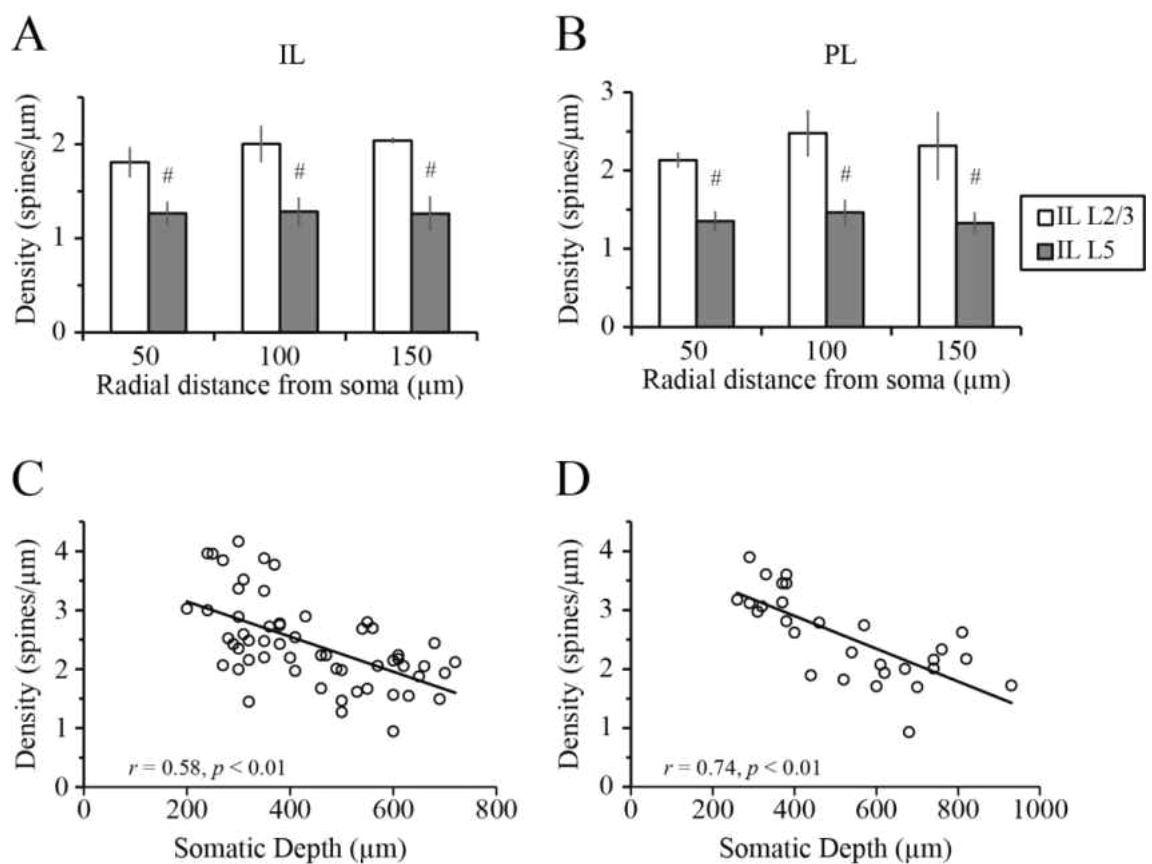 A
IL
Density (spines/μm)
2
1
0
#
#
#
50
100
150
Radial distance from soma (μm)
B
PL
Density (spines/μm)
3
2
1
0
#
#
#
50
100
150
Radial distance from soma (μm)
IL L2/3
IL L5
C
Density (spines/μm)
4
3
2
1
0
r = 0.58, p < 0.01
0
200
400
600
800
Somatic Depth (μm)
D
Density (spines/μm)
4
3
2
1
0
r = 0.74, p < 0.01
0
200
400
600
800
1000
Somatic Depth (μm)